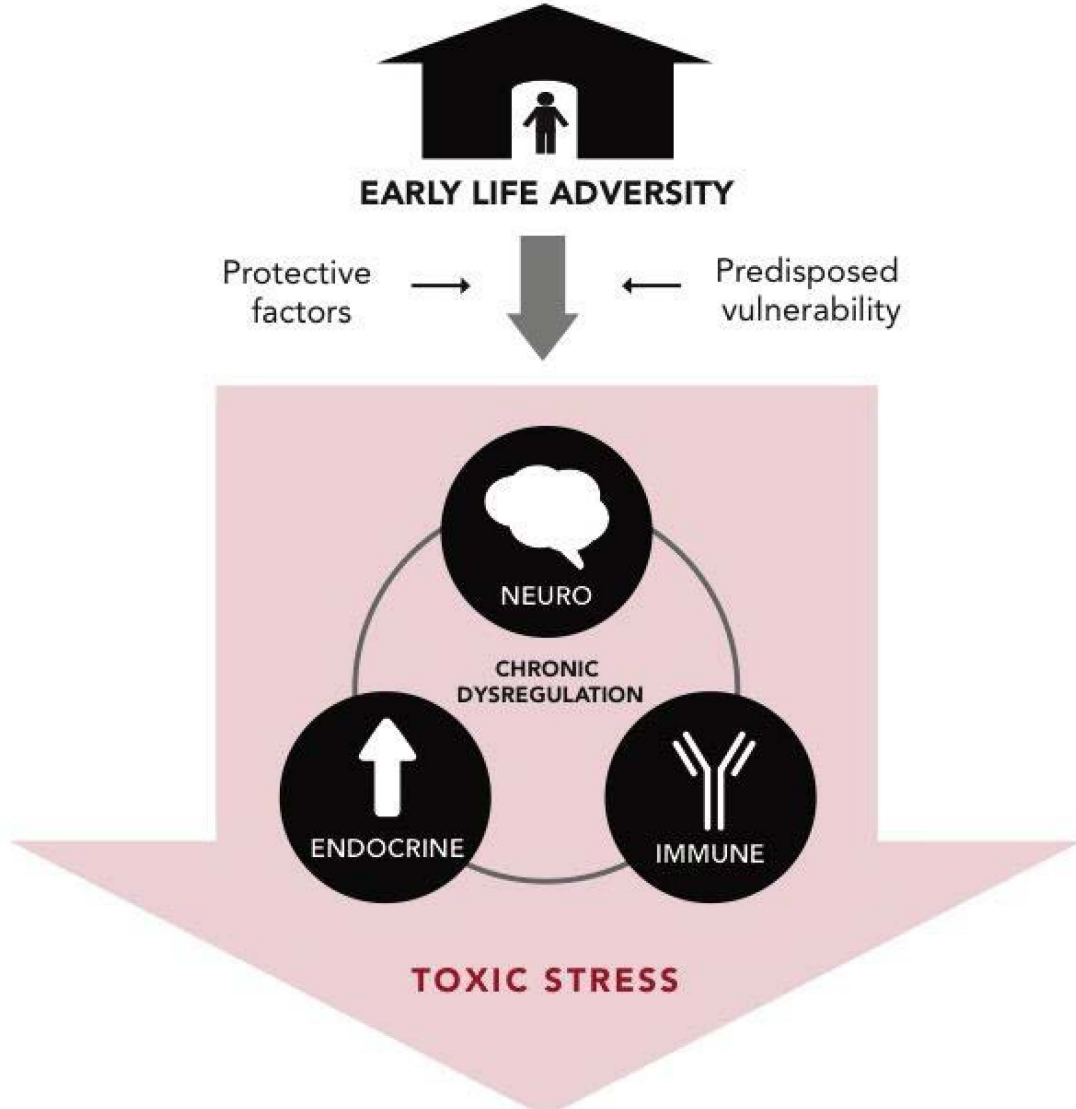 EARLY LIFE ADVERSITY
Protective
factors
Predisposed
vulnerability
NEURO
CHRONIC
DYSREGULATION
ENDOCRINE
IMMUNE
TOXIC STRESS